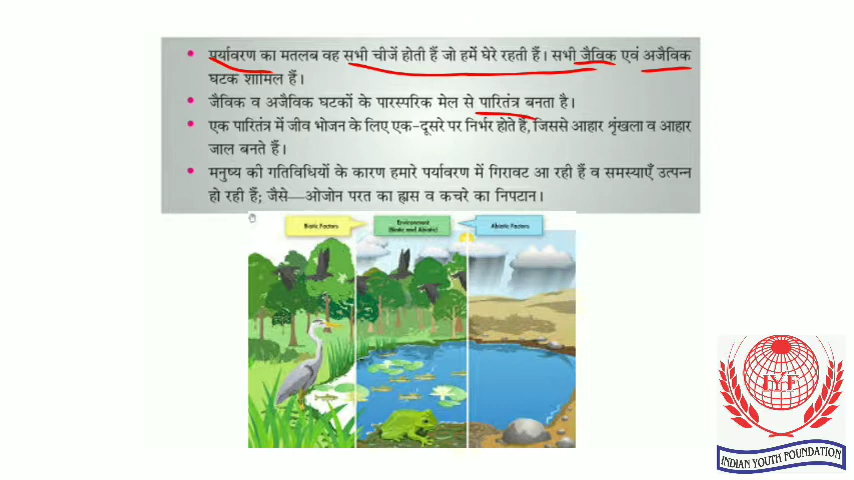 पर्यावरण का मतलब वह सभी चीजें होती हैं जो हमें घेरे रहती हैं। सभी जैविक एवं अजैविक
घटक शामिल हैं।
जैविक व अजैविक घटकों के पारस्परिक मेल से पारितंत्र बनता है।
एक पारितंत्र में जीव भोजन के लिए एक-दूसरे पर निर्भर होते हैं, जिससे आहार शृंखला व आहार
जाल बनते हैं।
मनुष्य की गतिविधियों के कारण हमारे पर्यावरण में गिरावट आ रही हैं व समस्याएँ उत्पन्न
हो रही हैं; जैसे—ओजोन परत का ह्रास व कचरे का निपटान।
Biotic Factors
Environment
(Biotic and Abiotic)
Abiotic Factors
IYF
INDIAN YOUTH FOUNDATION